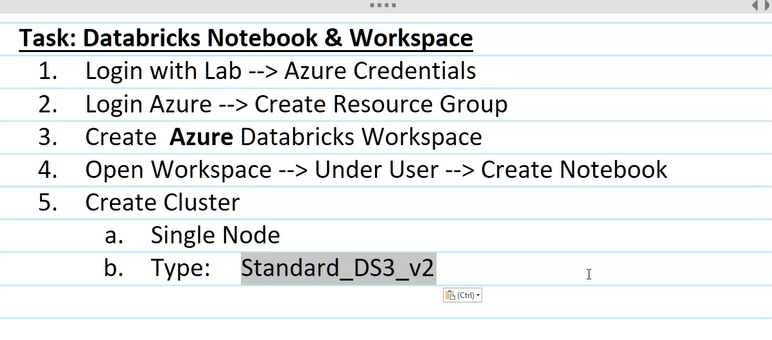 Task: Databricks Notebook & Workspace
1. Login with Lab --> Azure Credentials
2. Login Azure --> Create Resource Group
3. Create Azure Databricks Workspace
4. Open Workspace --> Under User --> Create Notebook
5. Create Cluster
a. Single Node
b. Type: Standard_DS3_v2
(Ctrl)